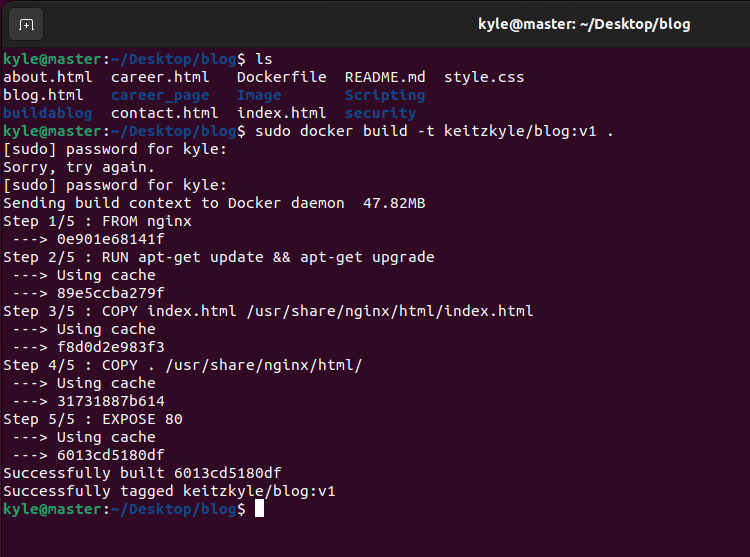 kyle@master: ~/Desktop/blog
kyle@master:~/Desktop/blog$ ls
about.html  career.html  Dockerfile  README.md  style.css
blog.html   career_page  Image       Scripting
buildablog  contact.html  index.html  security
kyle@master:~/Desktop/blog$ sudo docker build -t keitzkyle/blog:v1 .
[sudo] password for kyle:
Sorry, try again.
[sudo] password for kyle:
Sending build context to Docker daemon  47.82MB
Step 1/5 : FROM nginx
 ---> 0e901e68141f
Step 2/5 : RUN apt-get update && apt-get upgrade
 ---> Using cache
 ---> 89e5ccba279f
Step 3/5 : COPY index.html /usr/share/nginx/html/index.html
 ---> Using cache
 ---> f8d0d2e983f3
Step 4/5 : COPY . /usr/share/nginx/html/
 ---> Using cache
 ---> 31731887b614
Step 5/5 : EXPOSE 80
 ---> Using cache
 ---> 6013cd5180df
Successfully built 6013cd5180df
Successfully tagged keitzkyle/blog:v1
kyle@master:~/Desktop/blog$